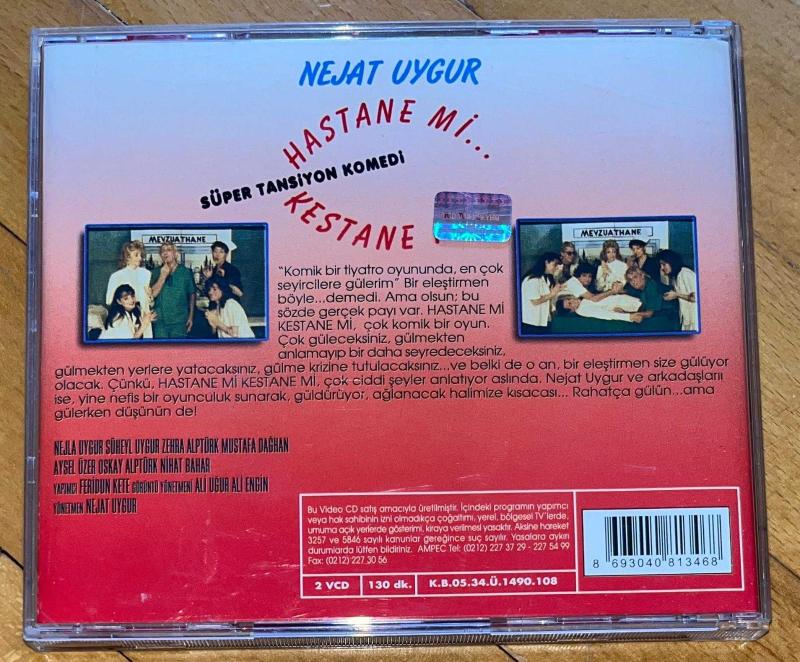 NEJAT UYGUR
HASTANE Mİ...
SÜPER TANSİYON KOMEDİ
KESTANE
MEVZUATHANE
MEVZUATHANE
"Komik bir tiyatro oyununda, en çok
seyircilere gülerim" Bir eleştirmen
böyle...demedi. Ama olsun; bu
sözde gerçek payı var. HASTANE Mİ
KESTANE Mİ, çok komik bir oyun.
Çok güleceksiniz, gülmekten
anlamayıp bir daha seyredeceksiniz,
gülmekten yerlere yatacaksınız, gülme krizine tutulacaksınız...ve belki de o an, bir eleştirmen size gülüyor
olacak. Çünkü, HASTANE Mİ KESTANE Mİ, çok ciddi şeyler anlatıyor aslında. Nejat Uygur ve arkadaşları
ise, yine nefis bir oyunculuk sunarak, güldürüyor, ağlanacak halimize kısacası... Rahatça gülün...ama
gülerken düşünün de!
NEJLA UYGUR SÜHEYL UYGUR ZEHRA ALPTÜRK MUSTAFA DAĞHAN
AYSEL ÜZER OSKAY ALPTÜRK NİHAT BAHAR
YAPIMCI FERİDUN KETE GÖRÜNTÜ YÖNETMENİ ALİ UĞUR ALİ ENGİN
YÖNETMEN NEJAT UYGUR
Bu Video CD satış amacıyla üretilmiştir. İçindeki programın yapımcı
veya hak sahibinin izni olmadıkça çoğaltımı, yerel, bölgesel TV'lerde,
umuma açık yerlerde gösterimi, kiraya verilmesi yasaktır. Aksine hareket
3257 ve 5846 sayılı kanunlar gereğince suç sayılır. Yasalara aykırı
durumlarda lütfen bildiriniz. AMPEC Tel: (0212) 227 37 29 - 227 54 99
Fax: (0212) 227 30 56
2 VCD 130 dk. K.B.05.34.Ü.1490.108
8 693040 813468